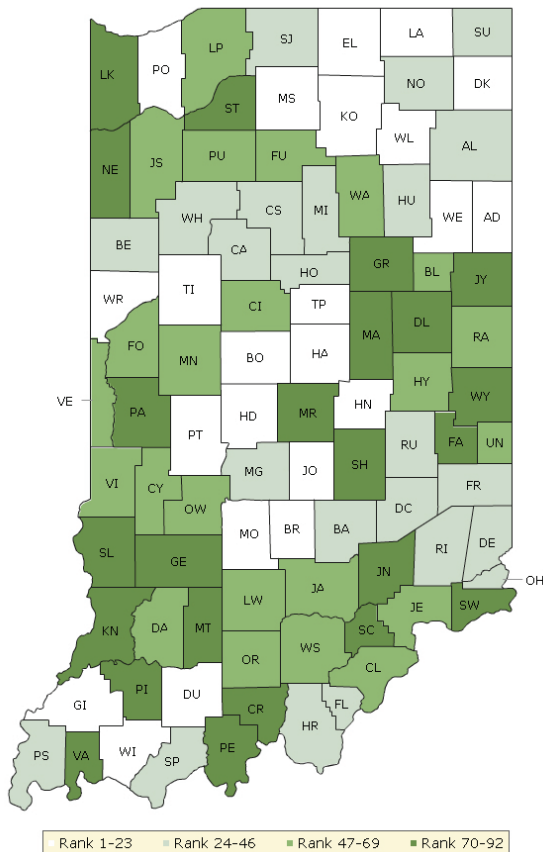 LK PO LP SJ EL LA SU
ST MS KO NO DK
NE JS PU FU WL AL
WH CS MI WA HU WE AD
BE CA HO GR BL JY
WR TI CI TP MA DL RA
FO MN BO HA HY
VE PA PT HD MR HN WY
MG JO SH RU FA UN
VI CY OW FR
MO BR BA DC
SL GE RI DE
OH
KN DA MT LW JA JN JE SW
OR WS SC CL
GI PI DU CR FL
PS VA WI SP PE HR
Rank 1-23 Rank 24-46 Rank 47-69 Rank 70-92